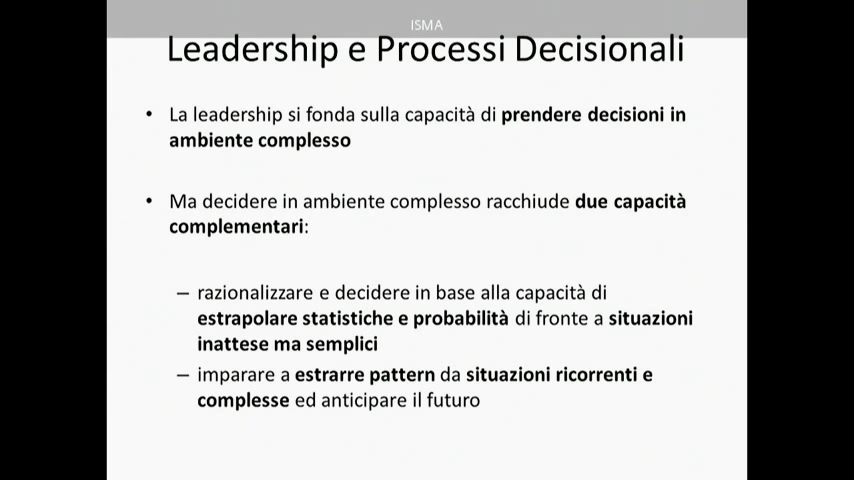 ISMA
Leadership e Processi Decisionali
• La leadership si fonda sulla capacità di prendere decisioni in
ambiente complesso
• Ma decidere in ambiente complesso racchiude due capacità
complementari:
– razionalizzare e decidere in base alla capacità di
estrapolare statistiche e probabilità di fronte a situazioni
inattese ma semplici
– imparare a estrarre pattern da situazioni ricorrenti e
complesse ed anticipare il futuro